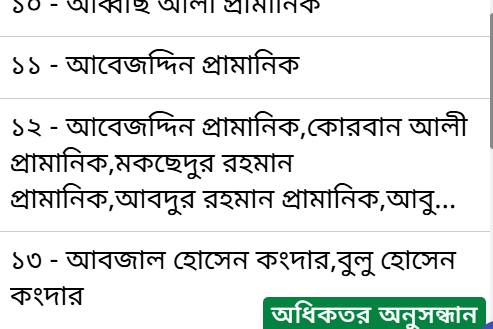 ১০ - আব্বাছ আলী প্রামানিক
১১ - আবেজদ্দিন প্রামানিক
১২ - আবেজদ্দিন প্রামানিক,কোরবান আলী
প্রামানিক,মকছেদুর রহমান
প্রামানিক,আবদুর রহমান প্রামানিক,আবু...
১৩ - আবজাল হোসেন কংদার,বুলু হোসেন
কংদার
অধিকতর অনুসন্ধান